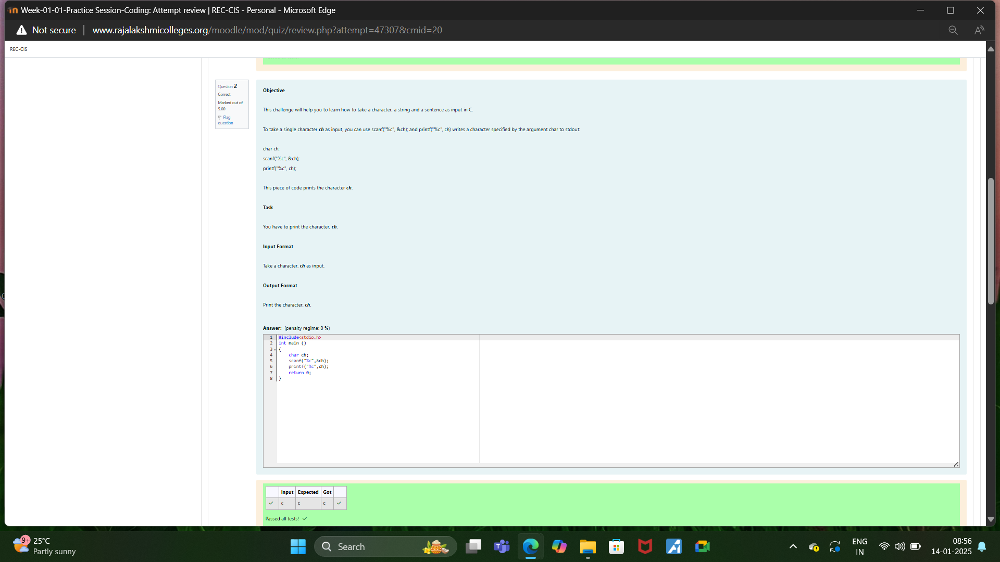 Week-01-01-Practice Session-Coding: Attempt review | REC-CIS - Personal - Microsoft Edge
Not secure | www.rajalakshmicolleges.org/moodle/mod/quiz/review.php?attempt=47307&cmid=20
REC-CIS
Question 2
Correct
Marked out of
5.00
Flag
question
Objective
This challenge will help you to learn how to take a character, a string and a sentence as input in C.
To take a single character ch as input, you can use scanf("%c", &ch); and printf("%c", ch) writes a character specified by the argument char to stdout:
char ch;
scanf("%c", &ch);
printf("%c", ch);
This piece of code prints the character ch.
Task
You have to print the character, ch.
Input Format
Take a character, ch as input.
Output Format
Print the character, ch.
Answer: (penalty regime: 0 %)
1 #include<stdio.h>
2 int main ()
3 {
4 char ch;
5 scanf("%c",&ch);
6 printf("%c",ch);
7 return 0;
8 }
Input Expected Got
c c c
Passed all tests!
9+ 25°C
Partly sunny
Search
ENG
IN
08:56
14-01-2025